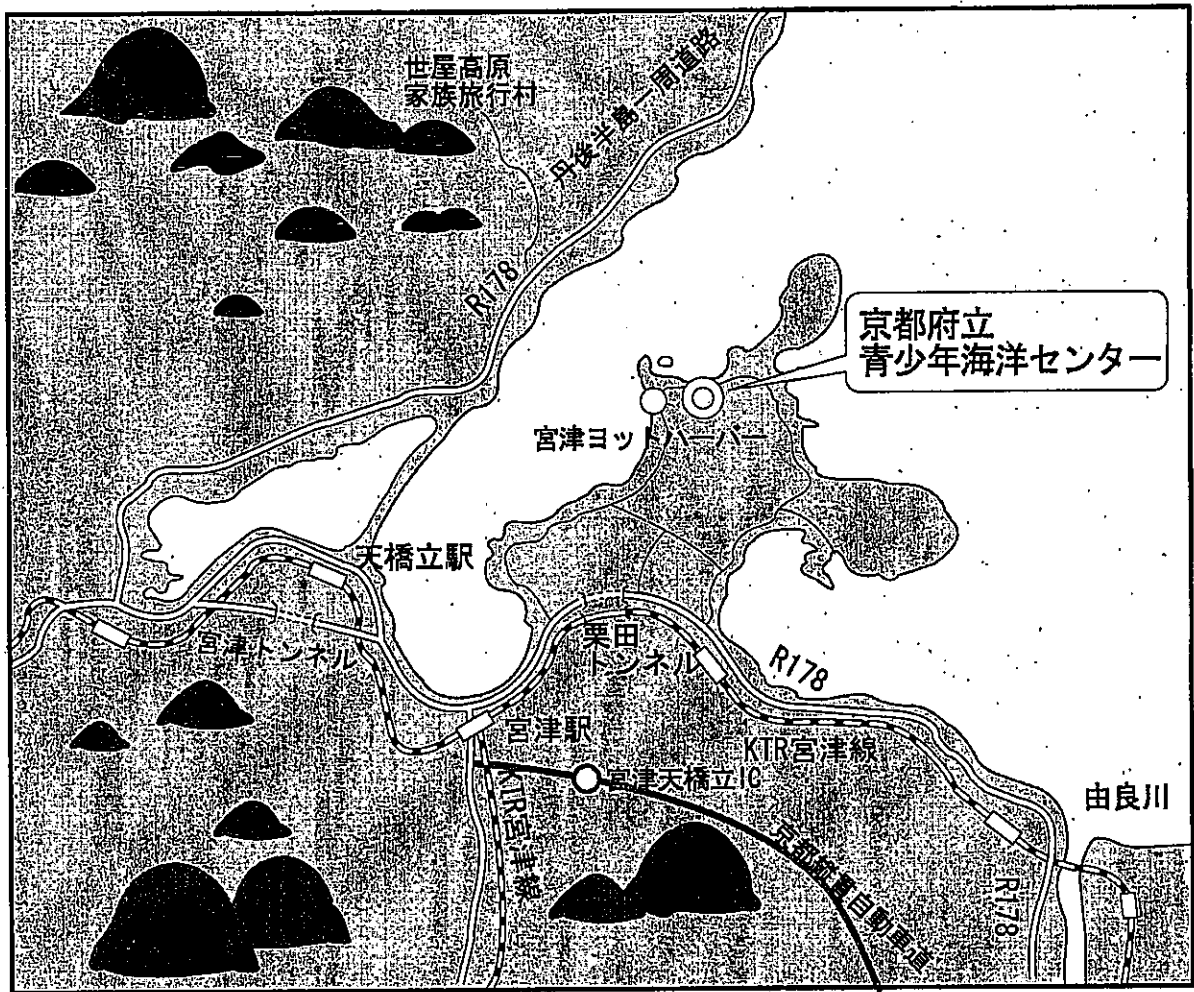 世屋高原
家族旅行村
丹後半島一周道路
R178
京都府立
青少年海洋センター
宮津ヨットハーバー
天橋立駅
宮津トンネル
栗田
トンネル
R178
宮津駅
KTR宮津線
宮津天橋立IC
KTR宮津線
由良川
京都縦貫自動車道
R178